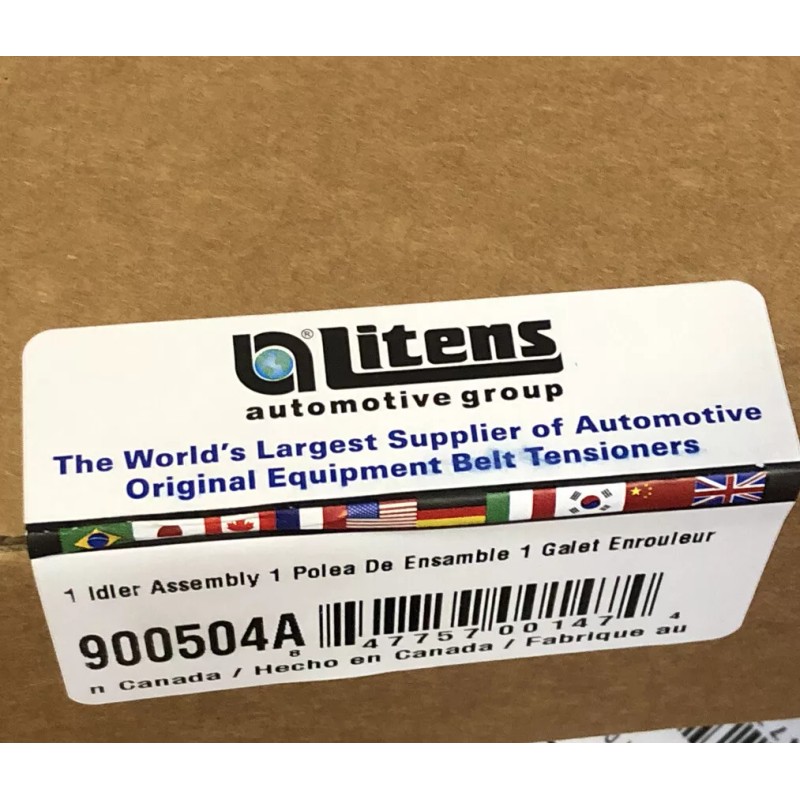 ® Litens
automotive group
The World's Largest Supplier of Automotive
Original Equipment Belt Tensioners
1 Idler Assembly 1 Polea De Ensamble 1 Galet Enrouleur
900504A
8 47757 00147 4
n Canada / Hecho en Canada / Fabrique au